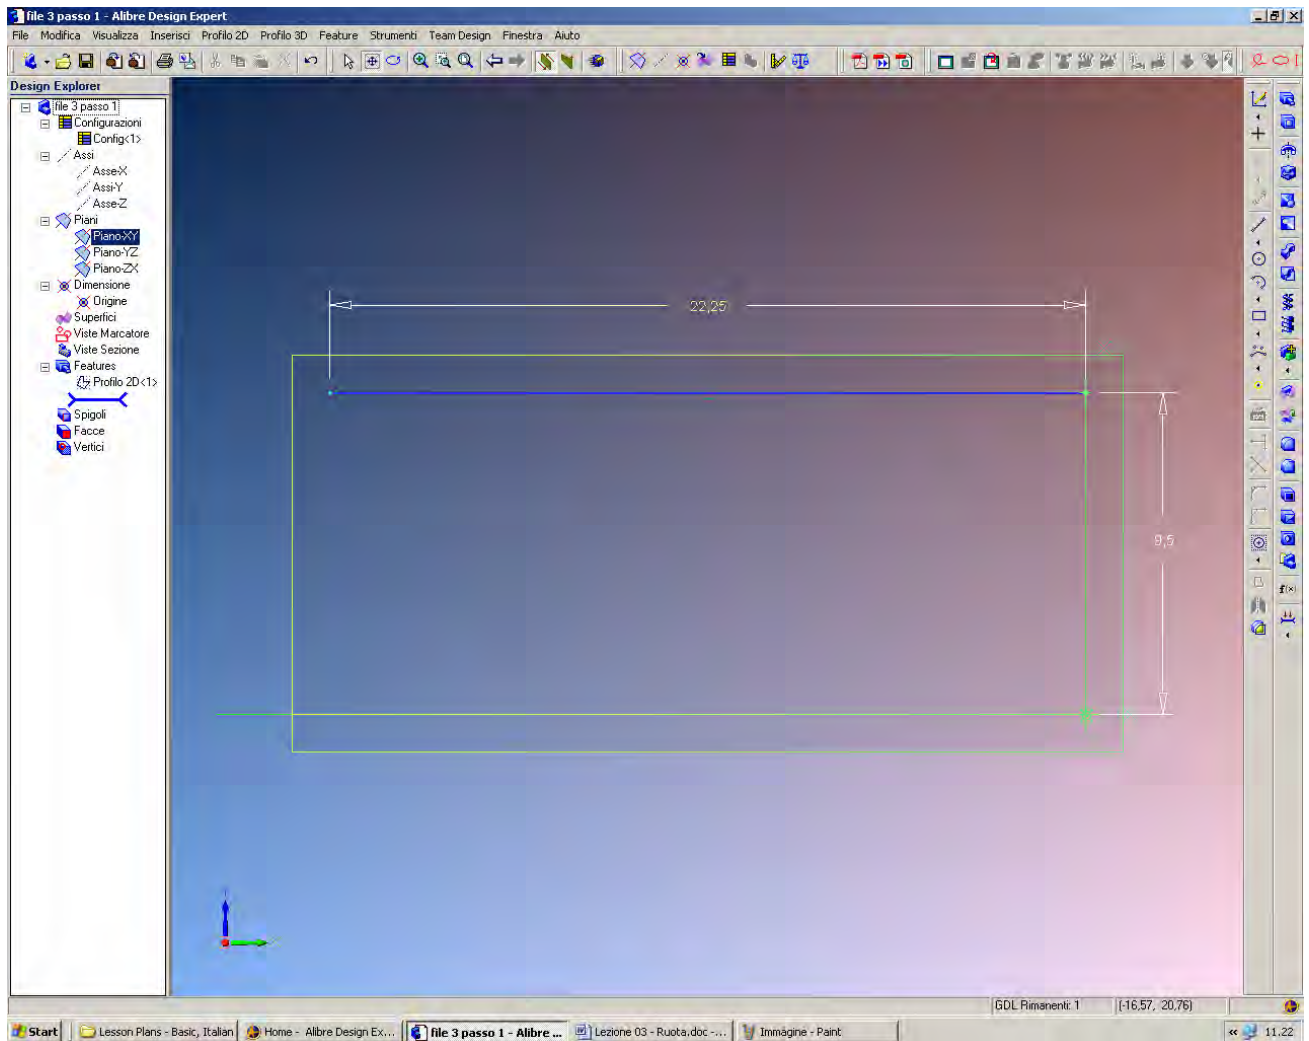 file 3 passo 1 - Alibre Design Expert
File Modifica Visualizza Inserisci Profilo 2D Profilo 3D Feature Strumenti Team Design Finestra Aiuto
Design Explorer
file 3 passo 1
Configurazioni
Config<1>
Assi
Asse-X
Assi-Y
Asse-Z
Piani
Piano-XY
Piano-YZ
Piano-ZX
Dimensione
Origine
Superfici
Viste Marcatore
Viste Sezione
Features
Profilo 2D<1>
Spigoli
Facce
Vertici
22,25
9,5
f(x)
GDL Rimanenti: 1 (-16,57, 20,76)
Start Lesson Plans - Basic, Italian Home - Alibre Design Ex... file 3 passo 1 - Alibre ... Lezione 03 - Ruota.doc -... Immagine - Paint « 11.22